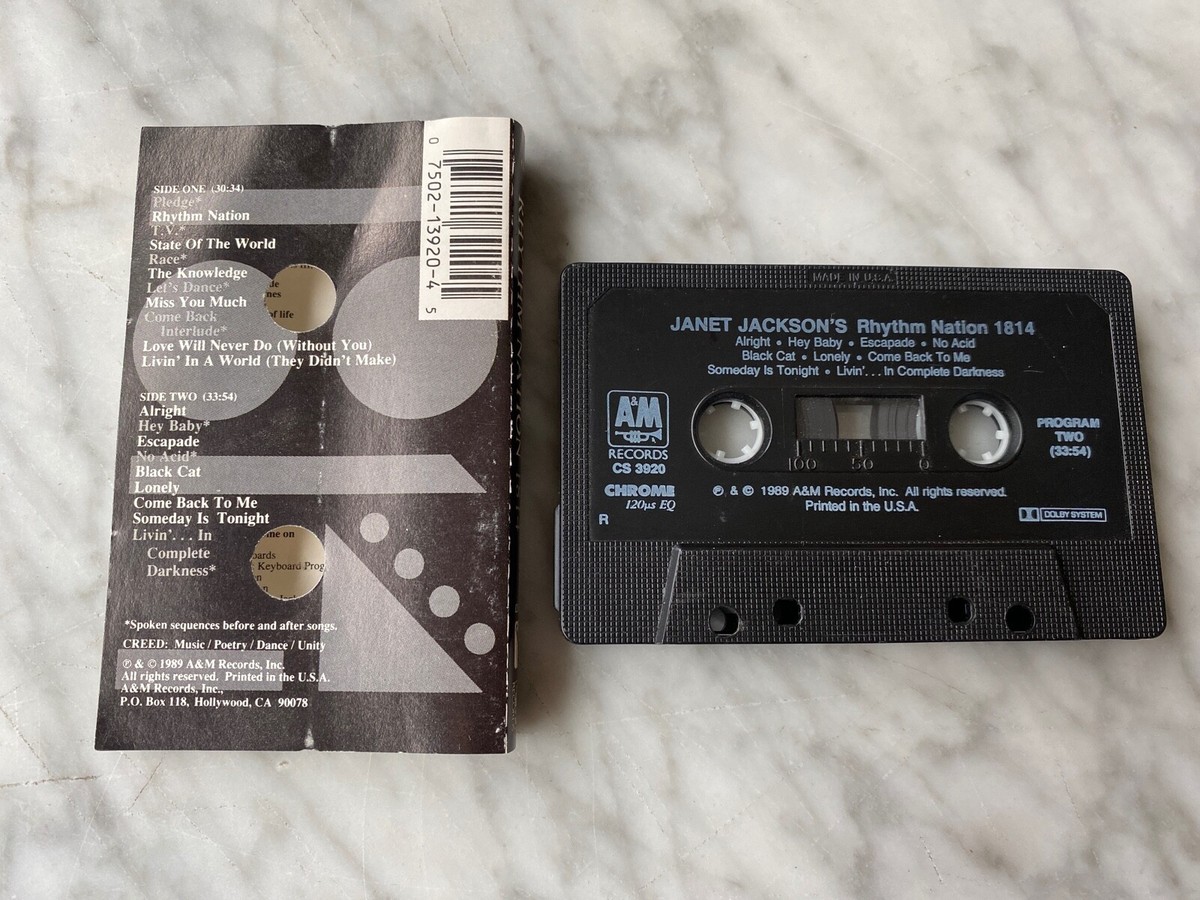 0 7502-13920-4 5
SIDE ONE (30:34)
Pledge*
Rhythm Nation
T.V.*
State Of The World
Race*
The Knowledge
Let's Dance*
Miss You Much
Come Back
Interlude*
Love Will Never Do (Without You)
Livin' In A World (They Didn't Make)
of life
SIDE TWO (33:54)
Alright
Hey Baby*
Escapade
No Acid*
Black Cat
Lonely
Come Back To Me
Someday Is Tonight
Livin'... In
Complete
Darkness*
on
Keyboard
*Spoken sequences before and after songs.
CREED: Music / Poetry / Dance / Unity
℗ & © 1989 A&M Records, Inc.
All rights reserved. Printed in the U.S.A.
A&M Records, Inc.,
P.O. Box 118, Hollywood, CA 90078
MADE IN U.S.A.
JANET JACKSON'S Rhythm Nation 1814
Alright • Hey Baby • Escapade • No Acid
Black Cat • Lonely • Come Back To Me
Someday Is Tonight • Livin'... In Complete Darkness
A&M
RECORDS
CS 3920
PROGRAM
TWO
(33:54)
100 50 0
CHROME
120µs EQ
℗ & © 1989 A&M Records, Inc. All rights reserved.
Printed in the U.S.A.
R
DOLBY SYSTEM